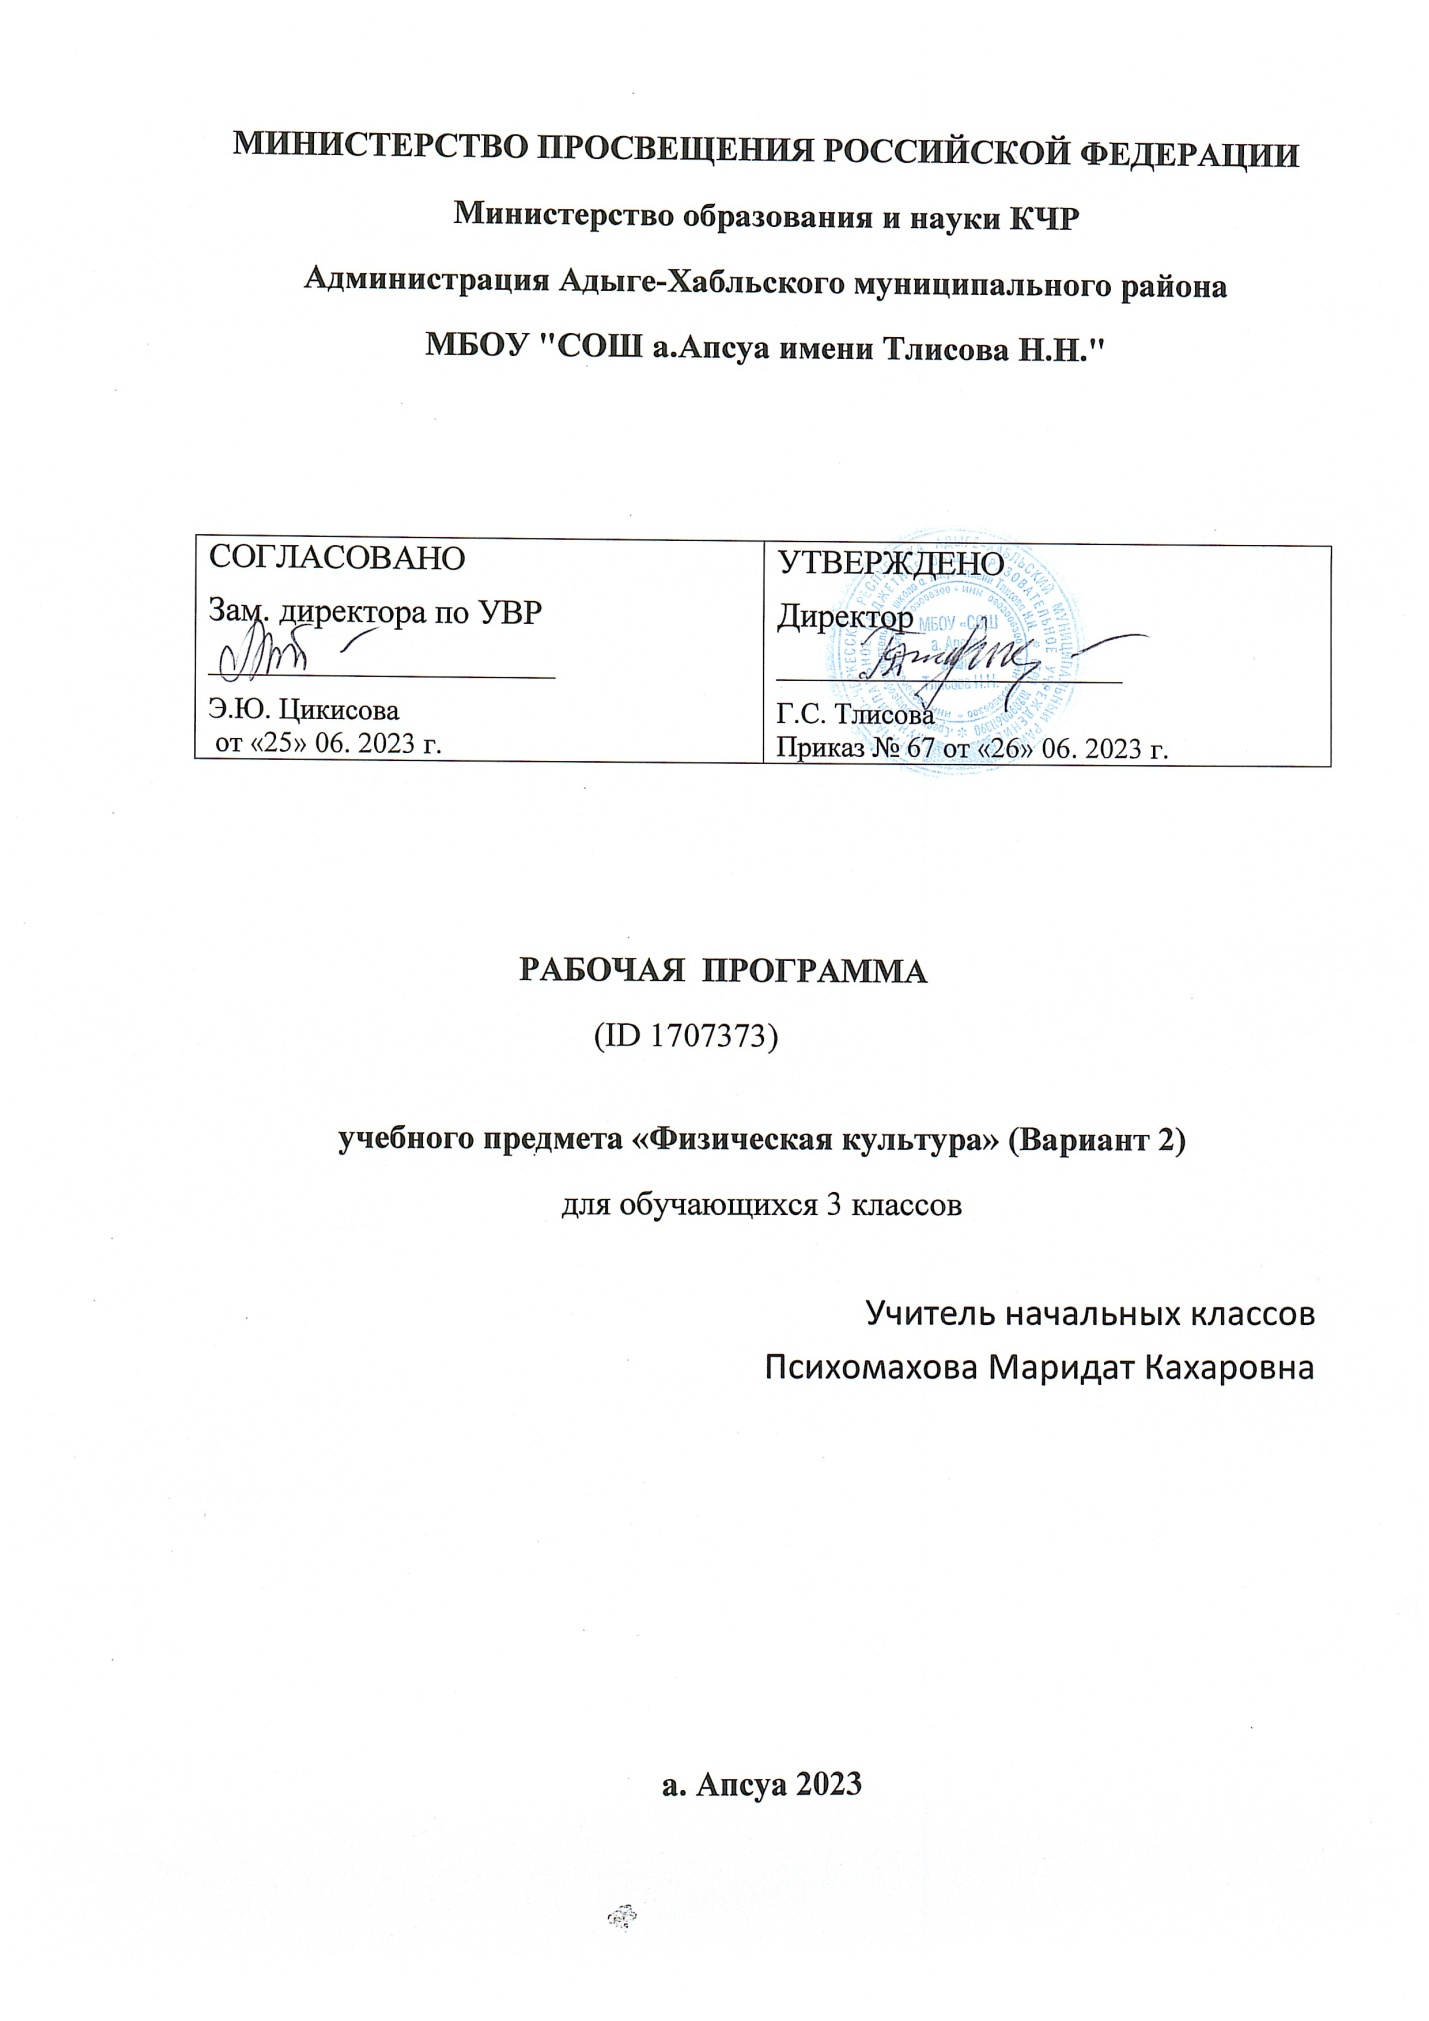 МИНИСТЕРСТВО ПРОСВЕЩЕНИЯ РОССИЙСКОЙ ФЕДЕРАЦИИ
Министерство образования и науки КЧР
Администрация Адыге-Хабльского муниципального района
МБОУ "СОШ а.Апсуа имени Тлисова Н.Н."
СОГЛАСОВАНО
Зам. директора по УВР
Э.Ю. Цикисова
от «25» 06. 2023 г.
УТВЕРЖДЕНО
Директор
МБОУ «СОШ
Тлисова Н.Н.
Г.С. Тлисова
Приказ № 67 от «26» 06. 2023 г.
РАБОЧАЯ ПРОГРАММА
(ID 1707373)
учебного предмета «Физическая культура» (Вариант 2)
для обучающихся 3 классов
Учитель начальных классов
Психомахова Маридат Кахаровна
а. Апсуа 2023